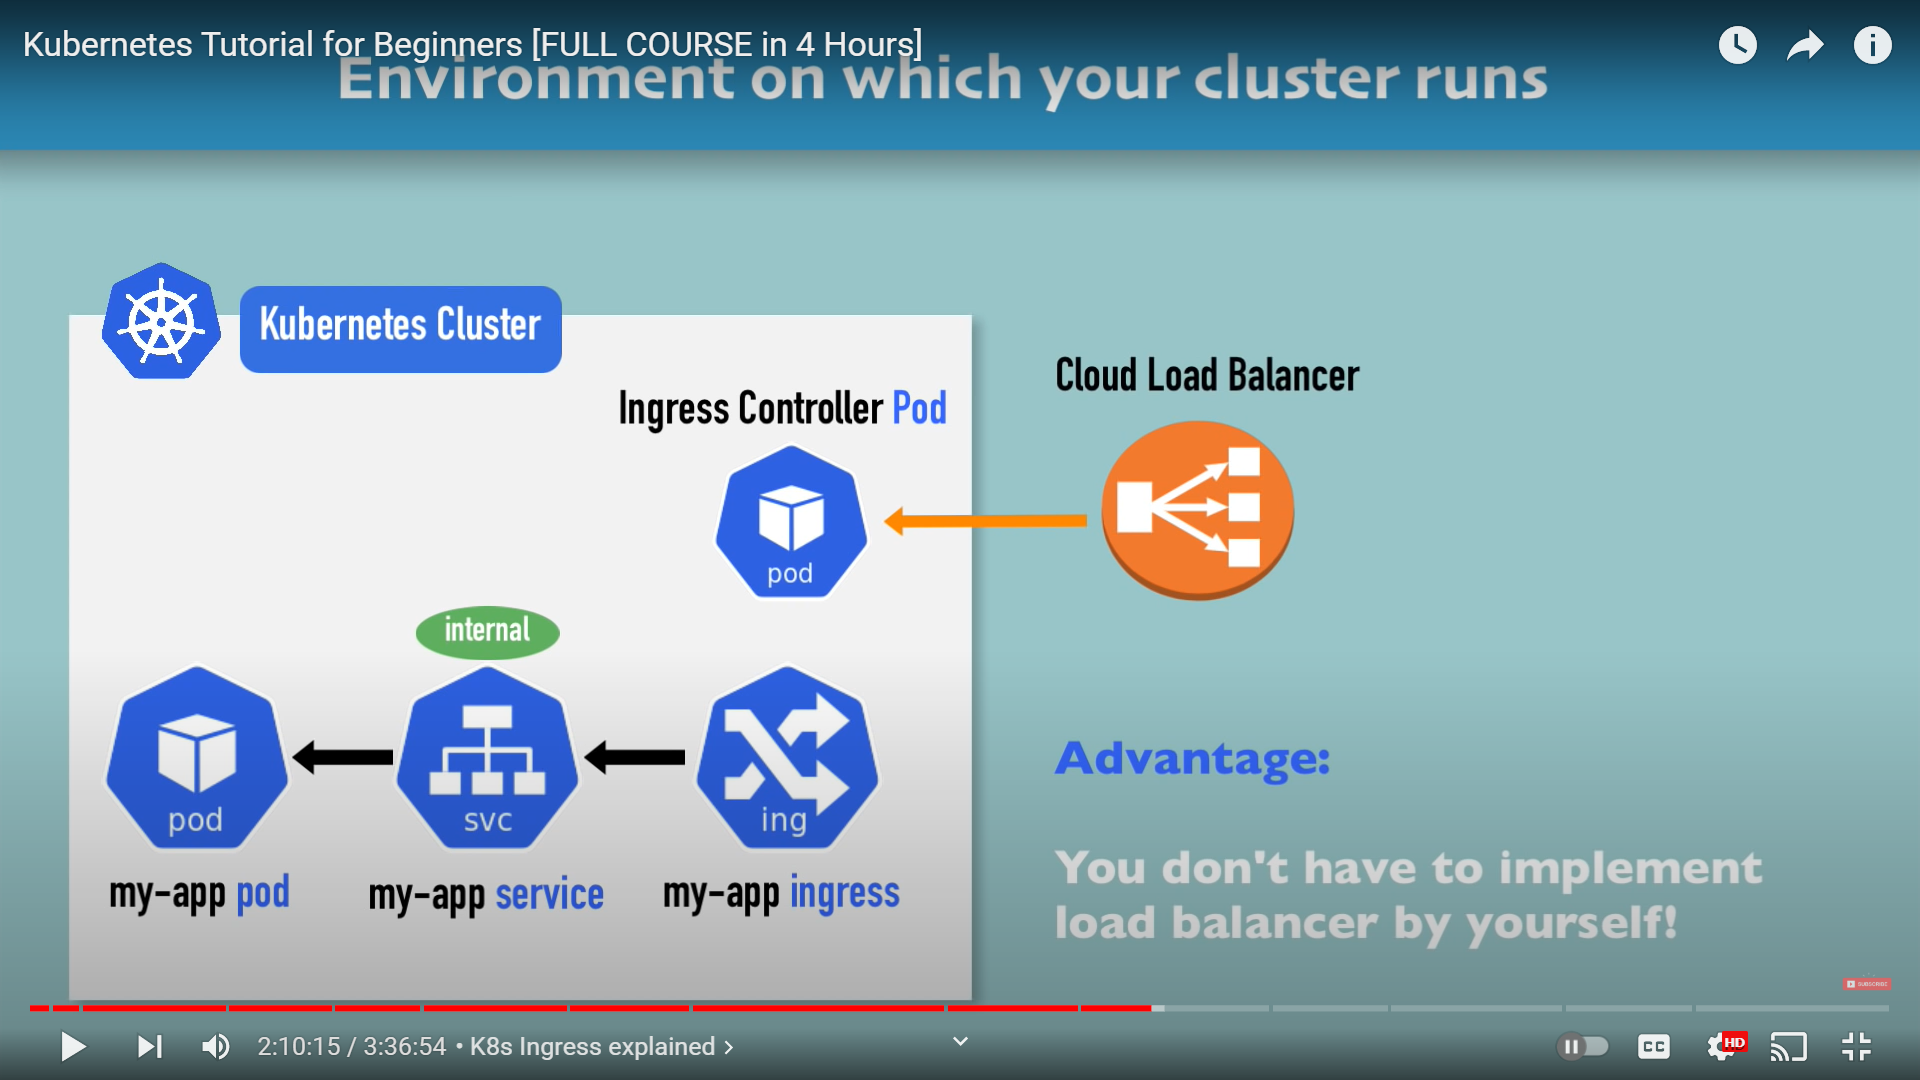 Kubernetes Tutorial for Beginners [FULL COURSE in 4 Hours]
Environment on which your cluster runs
Kubernetes Cluster
Ingress Controller Pod
Cloud Load Balancer
pod
internal
pod
svc
ing
my-app pod
my-app service
my-app ingress
Advantage:
You don't have to implement
load balancer by yourself!
SUBSCRIBE
2:10:15 / 3:36:54 • K8s Ingress explained
CC
HD